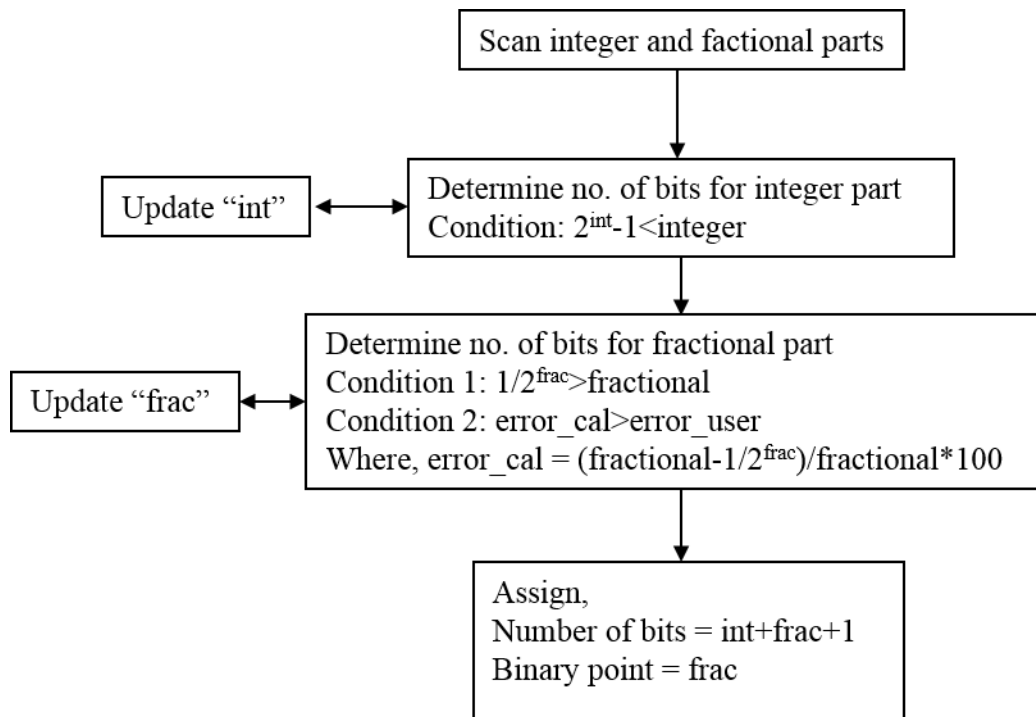 Scan integer and factional parts
Update “int”
Determine no. of bits for integer part
Condition: 2^int-1<integer
Update “frac”
Determine no. of bits for fractional part
Condition 1: 1/2^frac>fractional
Condition 2: error_cal>error_user
Where, error_cal = (fractional-1/2^frac)/fractional*100
Assign,
Number of bits = int+frac+1
Binary point = frac